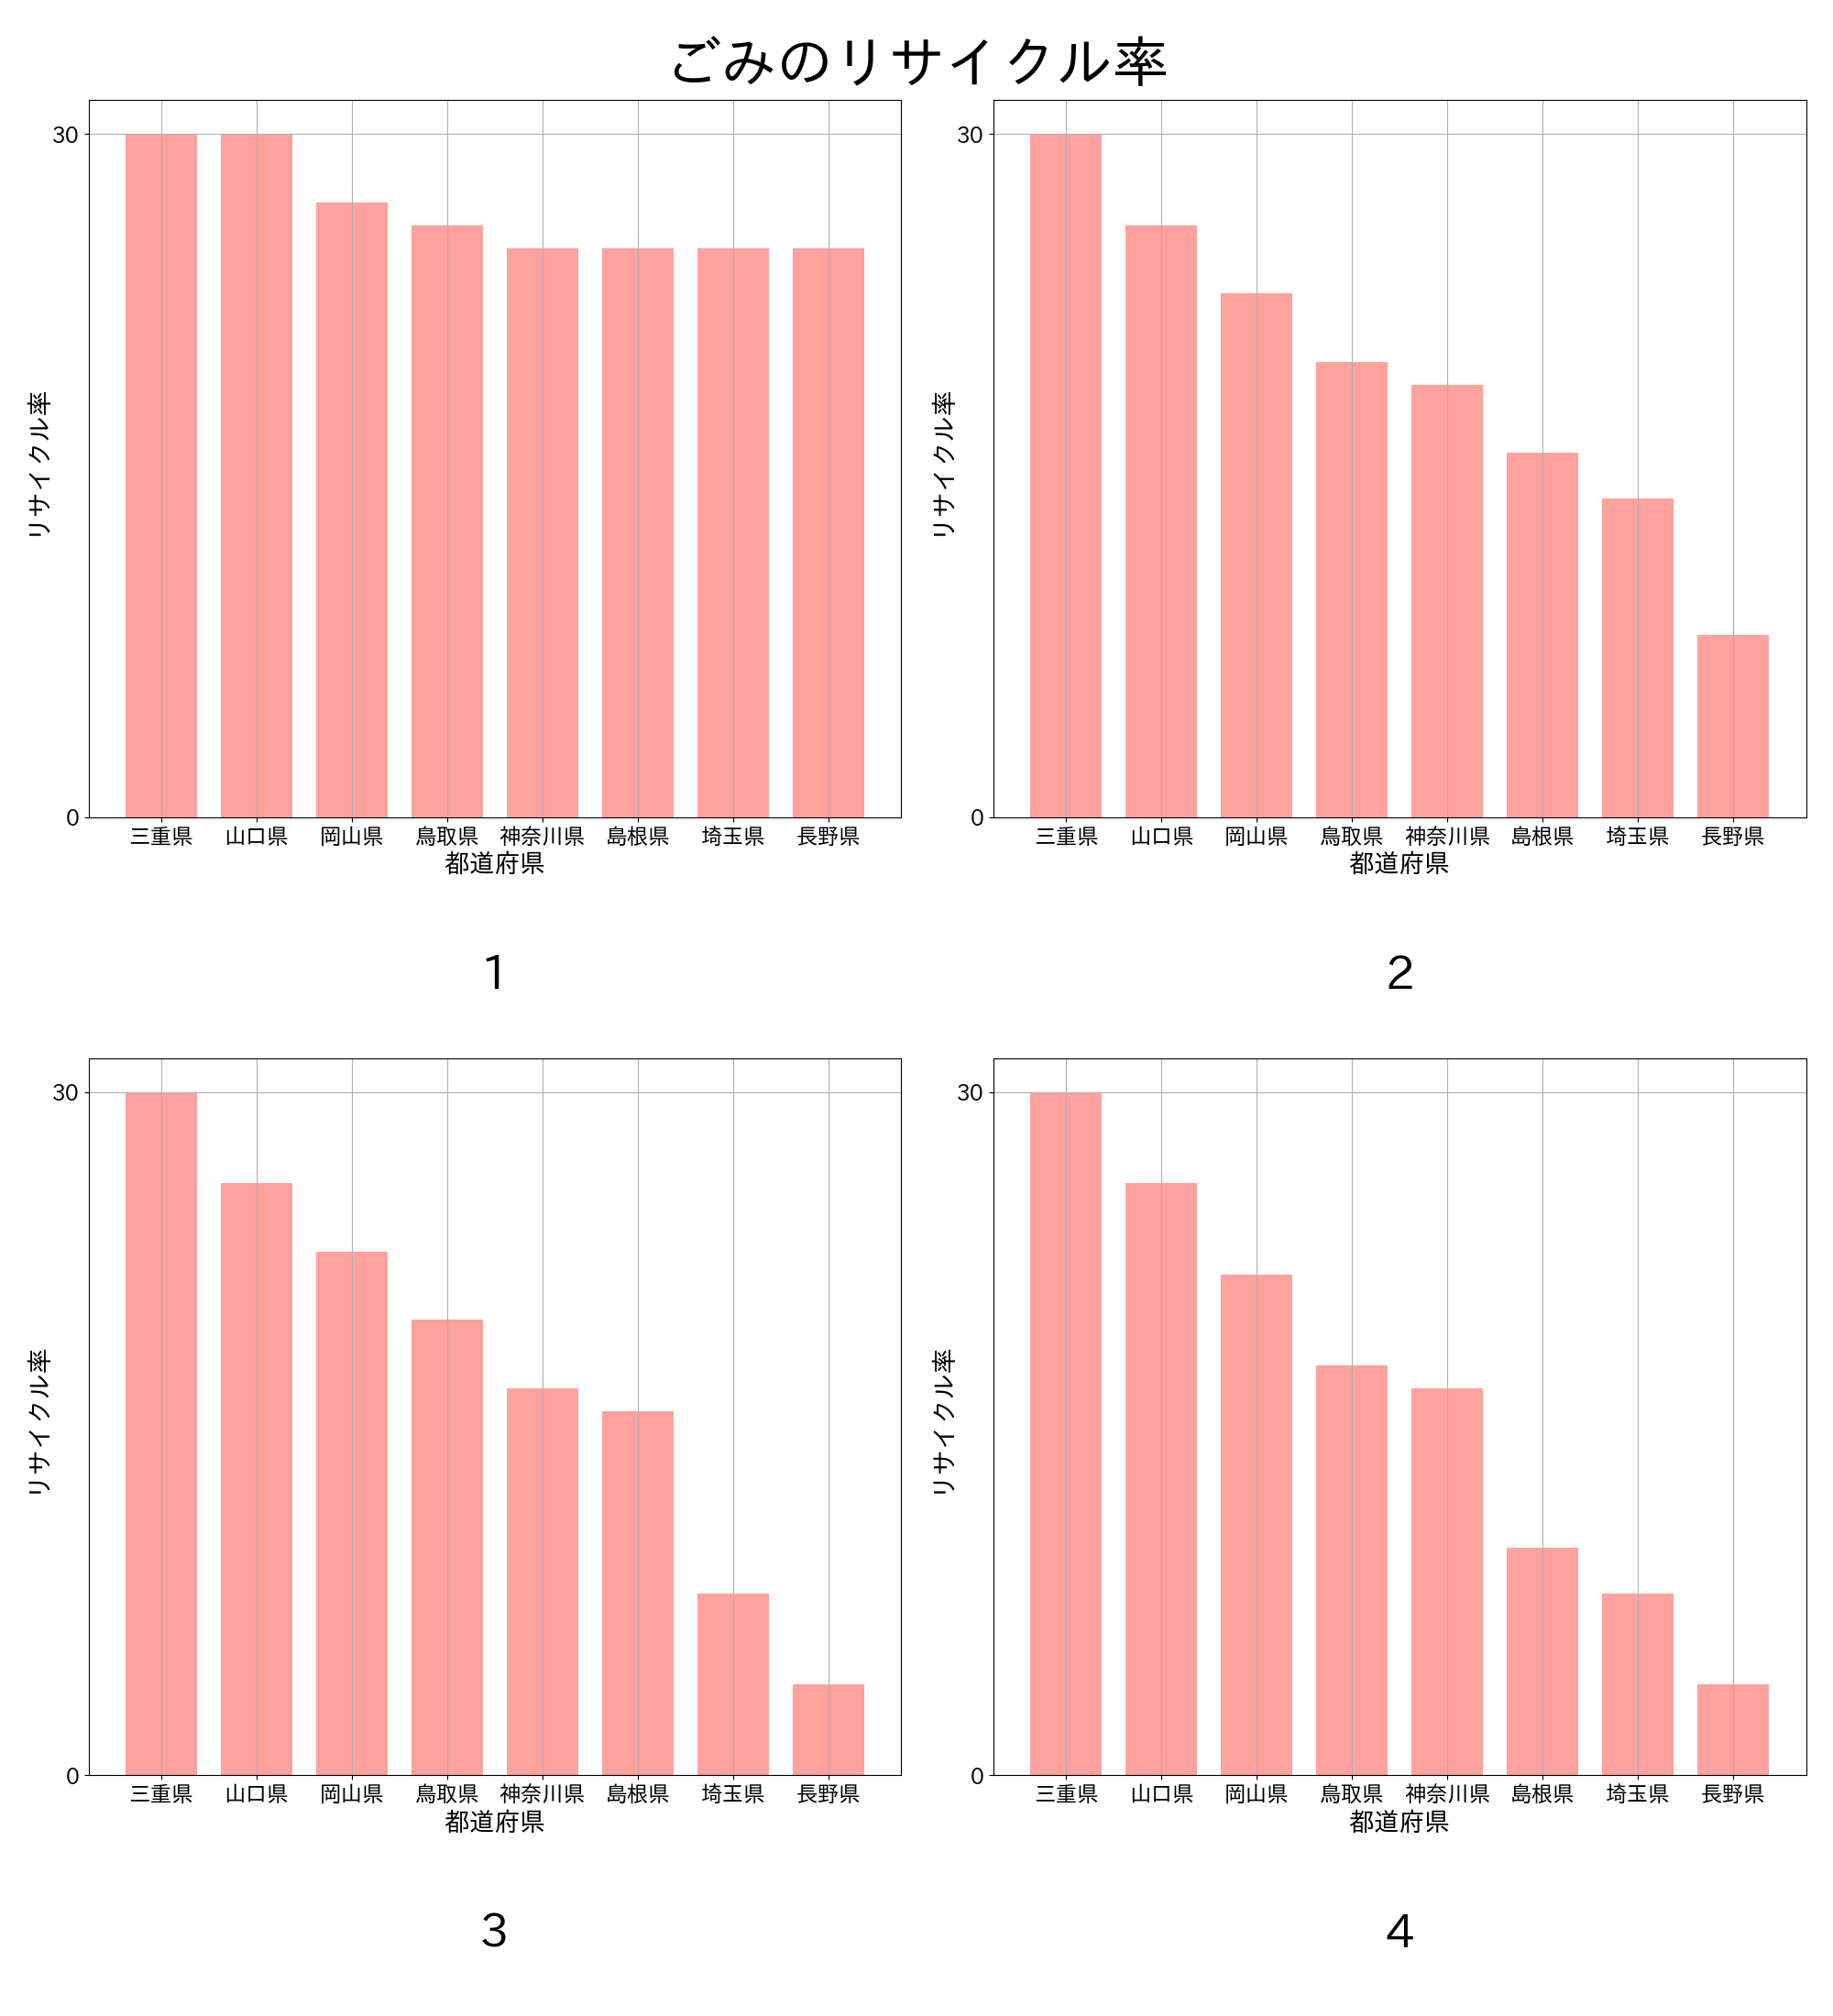 ごみのリサイクル率
30
0
リサイクル率
三重県 山口県 岡山県 鳥取県 神奈川県 島根県 埼玉県 長野県
都道府県
1
30
0
リサイクル率
三重県 山口県 岡山県 鳥取県 神奈川県 島根県 埼玉県 長野県
都道府県
2
30
0
リサイクル率
三重県 山口県 岡山県 鳥取県 神奈川県 島根県 埼玉県 長野県
都道府県
3
30
0
リサイクル率
三重県 山口県 岡山県 鳥取県 神奈川県 島根県 埼玉県 長野県
都道府県
4